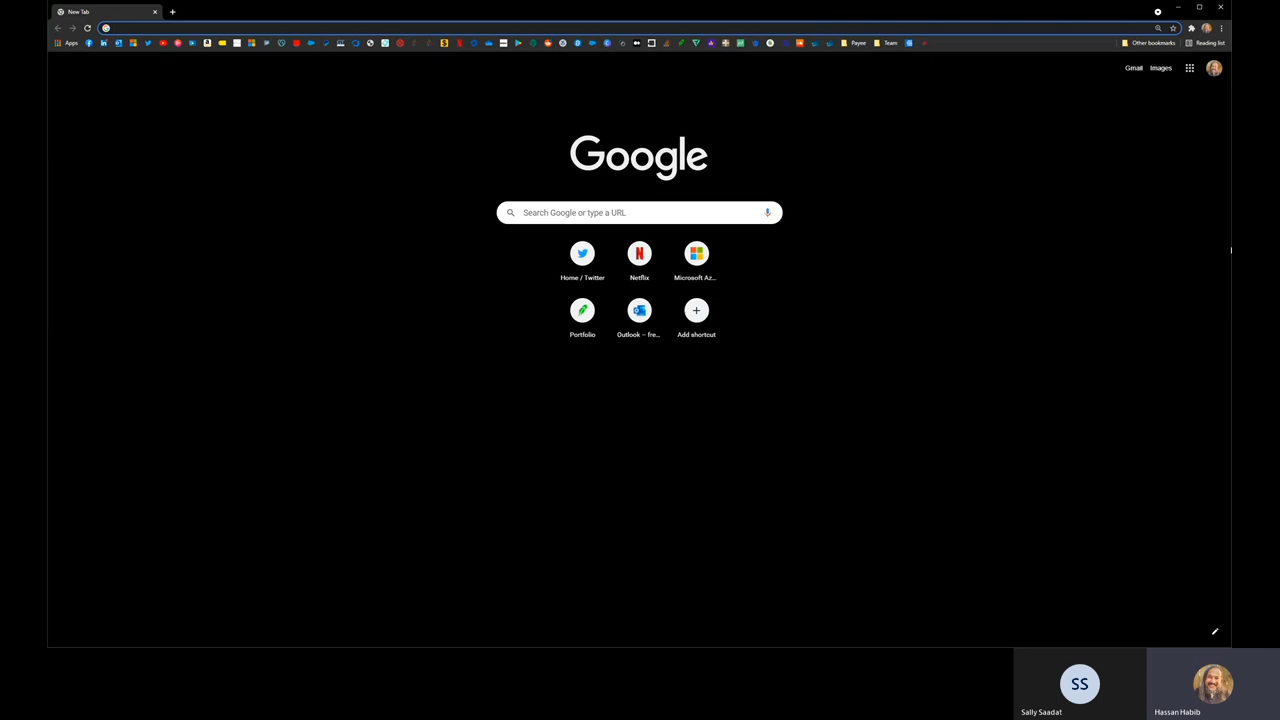 New Tab
Apps
Payee
Team
Other bookmarks
Reading list
Gmail
Images
Google
Search Google or type a URL
Home / Twitter
Netflix
Microsoft Az...
Portfolio
Outlook – fre...
Add shortcut
SS
Sally Saadat
Hassan Habib